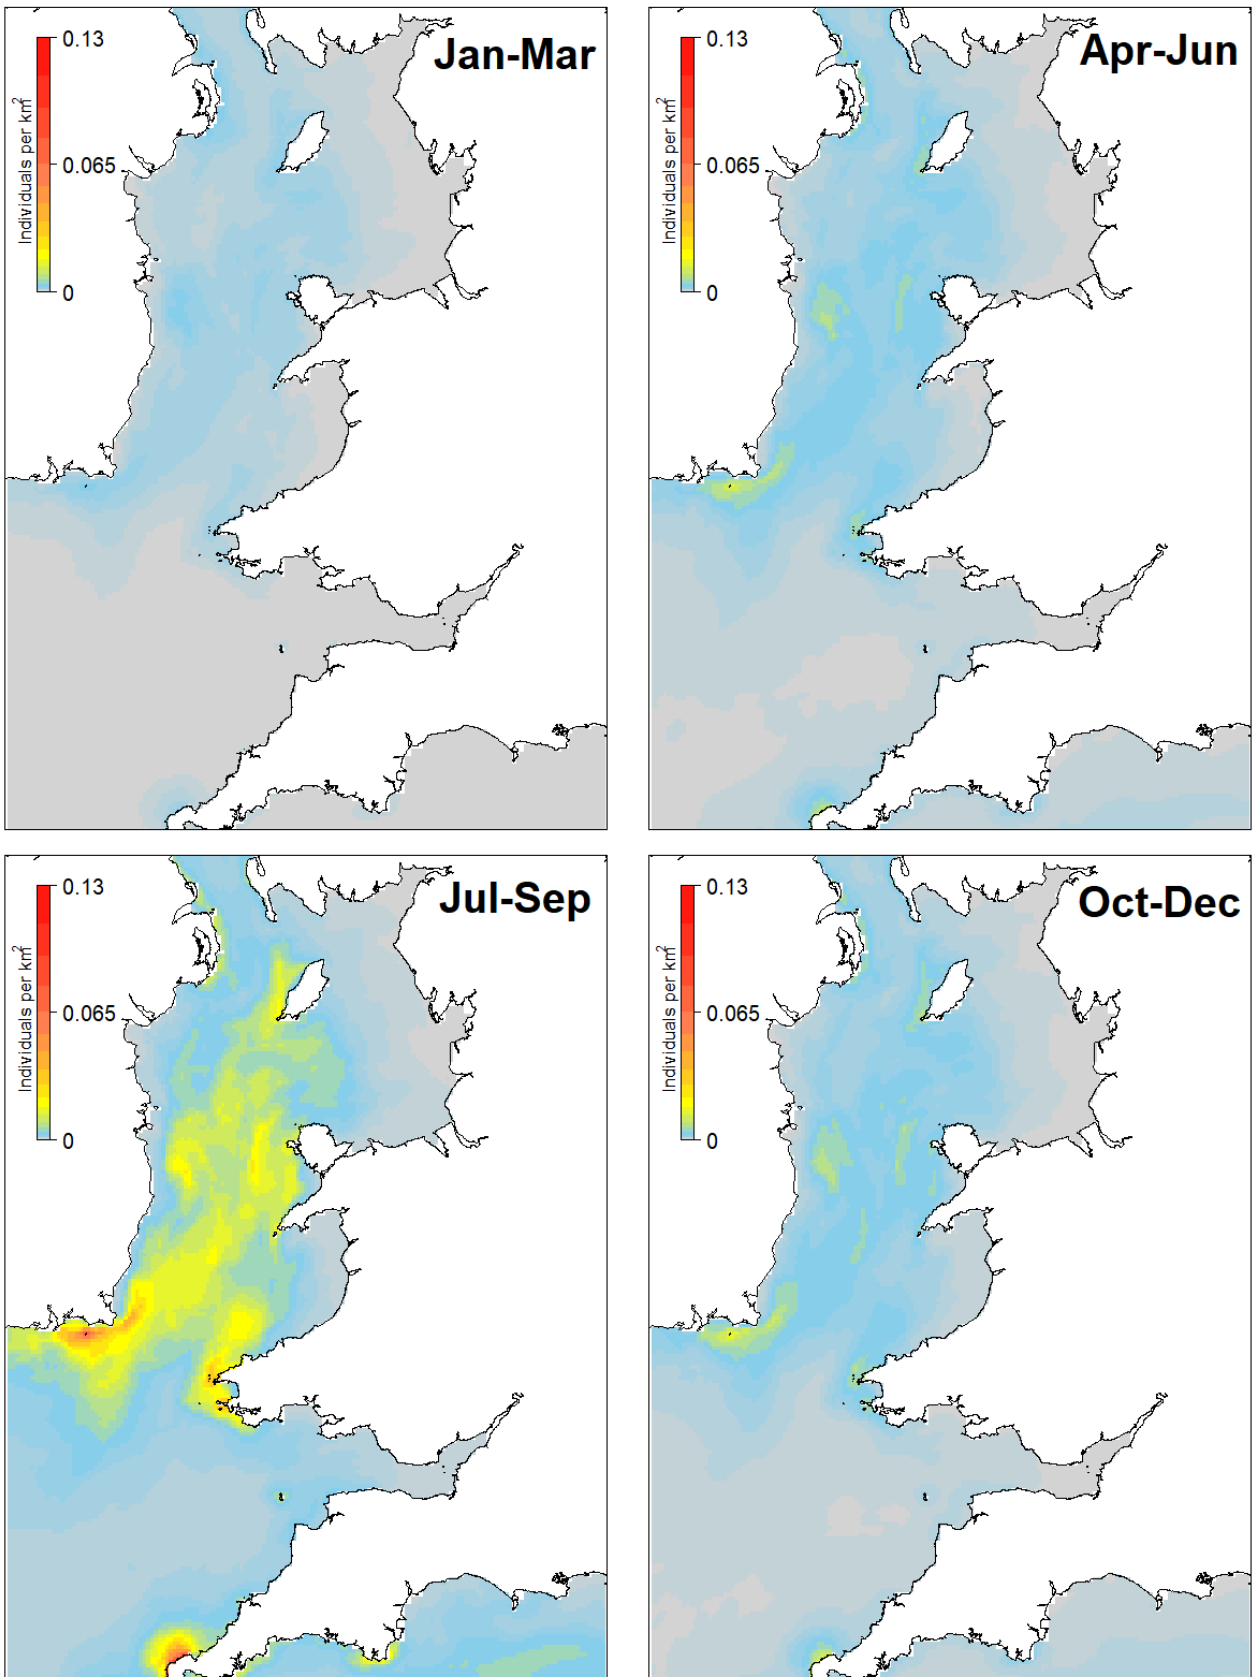 Jan-Mar
0.13
0.065
0
Individuals per km2
Apr-Jun
0.13
0.065
0
Individuals per km2
Jul-Sep
0.13
0.065
0
Individuals per km2
Oct-Dec
0.13
0.065
0
Individuals per km2